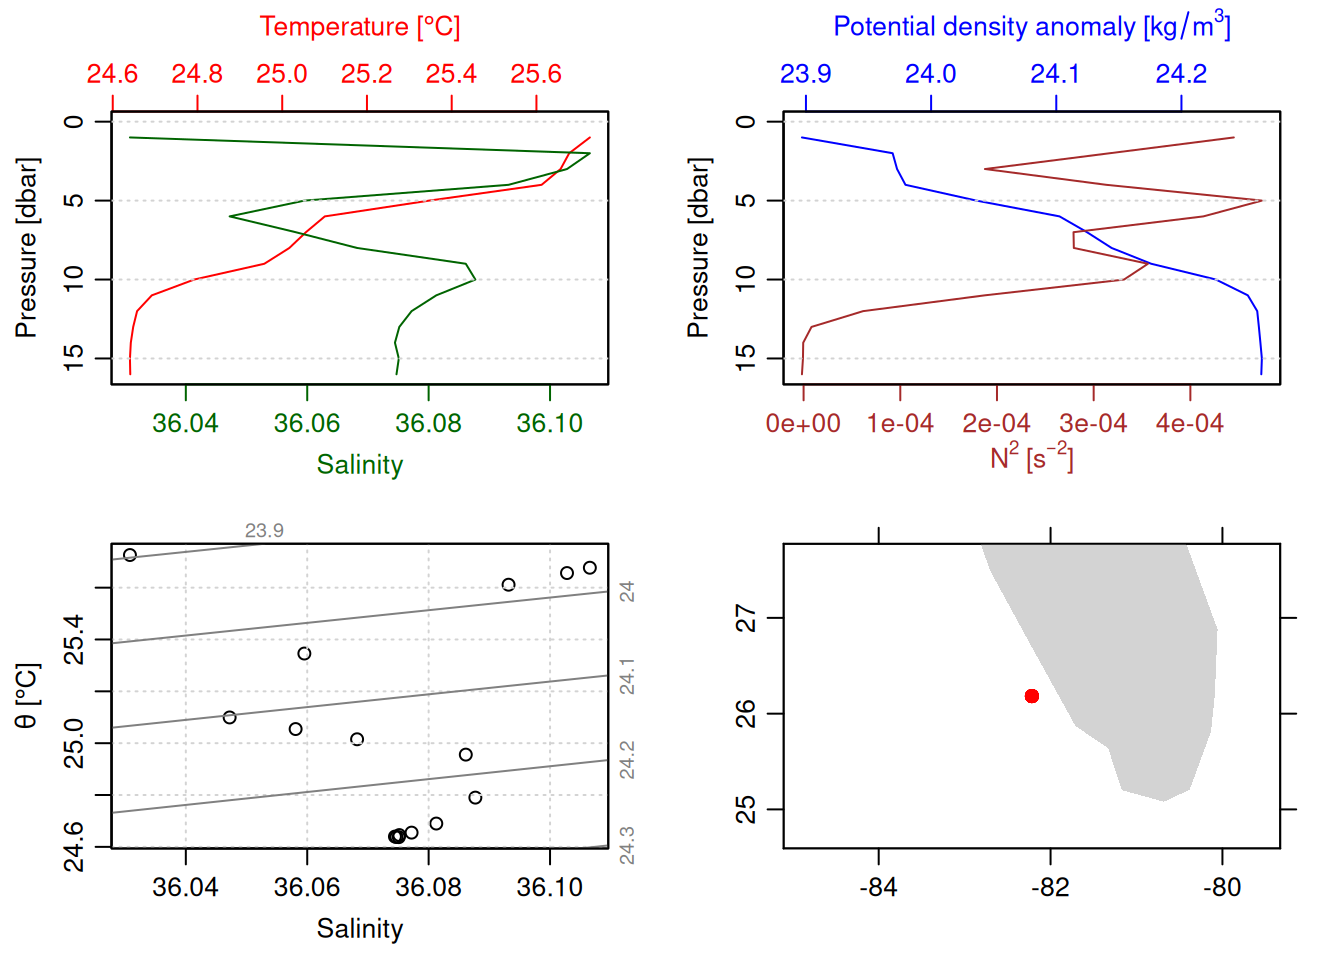 Temperature [°C]
24.6 24.8 25.0 25.2 25.4 25.6
0
5
10
15
Pressure [dbar]
36.04 36.06 36.08 36.10
Salinity
Potential density anomaly [kg/m³]
23.9 24.0 24.1 24.2
0
5
10
15
Pressure [dbar]
0e+00 1e-04 2e-04 3e-04 4e-04
N² [s⁻²]
23.9
24
24.1
24.2
24.3
25.4
25.0
24.6
θ [°C]
36.04 36.06 36.08 36.10
Salinity
27
26
25
-84 -82 -80